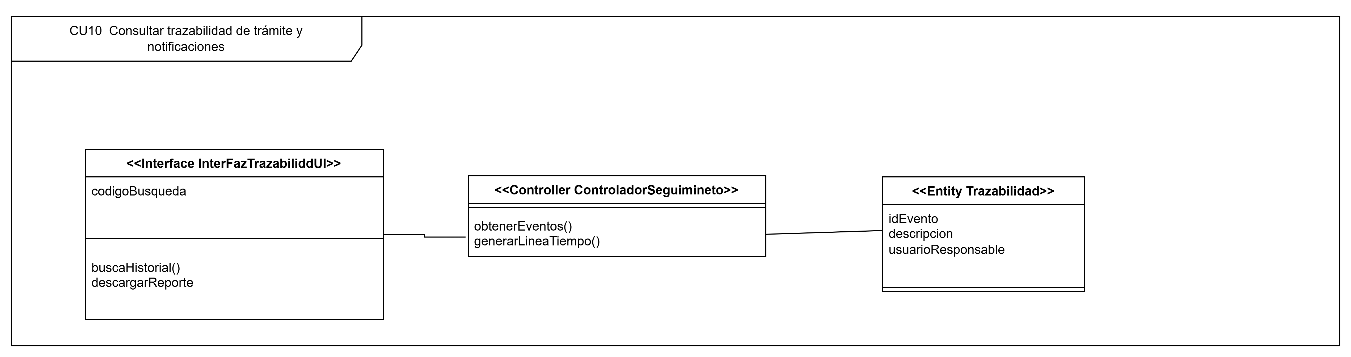 CU10  Consultar trazabilidad de trámite y
notificaciones
<<Interface InterFazTrazabiliddUI>>
codigoBusqueda
buscaHistorial()
descargarReporte
<<Controller ControladorSeguimineto>>
obtenerEventos()
generarLineaTiempo()
<<Entity Trazabilidad>>
idEvento
descripcion
usuarioResponsable